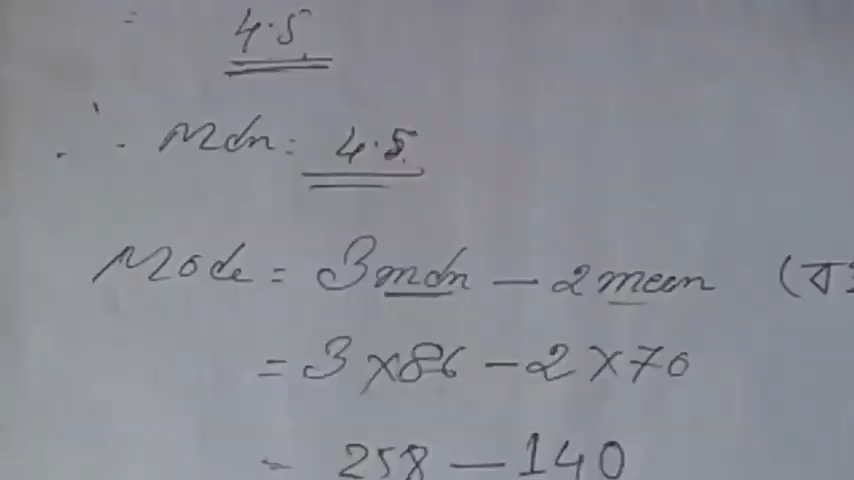 = 4.5
∴ Mdn = 4.5
Mode = 3mdn - 2mean
= 3 × 86 - 2 × 70
= 258 - 140